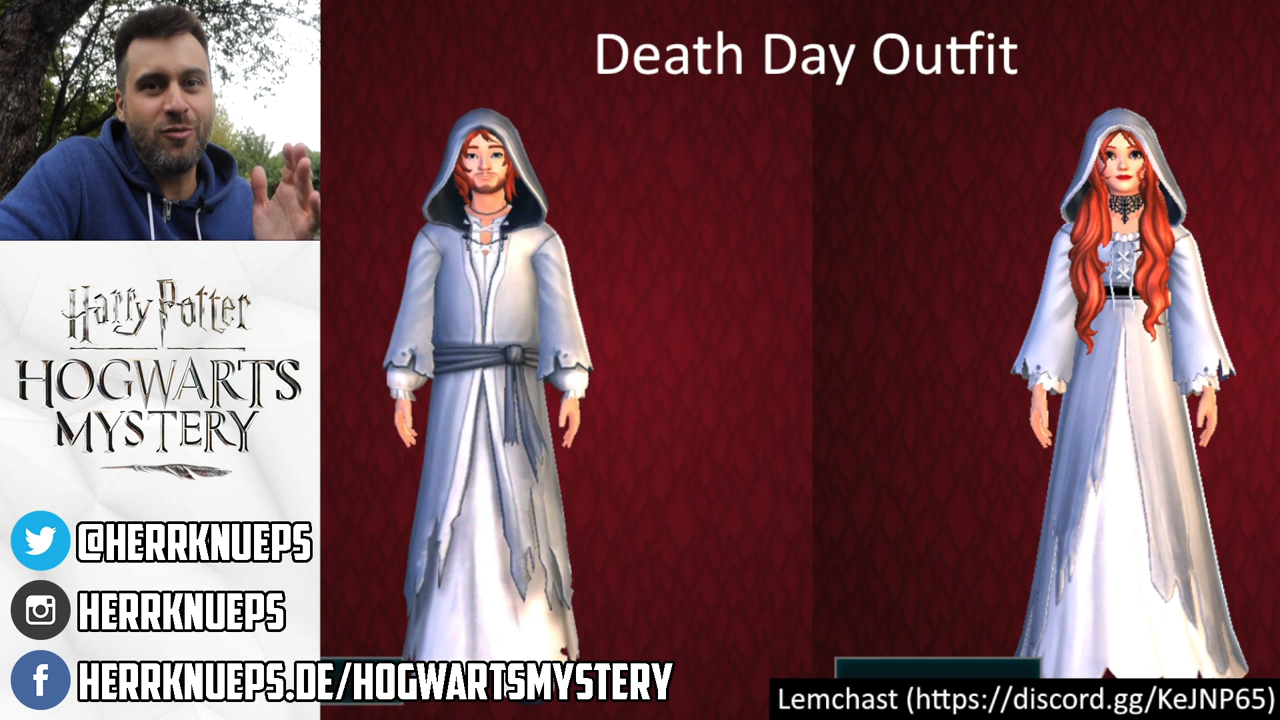 Death Day Outfit
Harry Potter
HOGWARTS
MYSTERY
@HERRKNUEPS
HERRKNUEPS
HERRKNUEPS.DE/HOGWARTSMYSTERY
Lemchast (https://discord.gg/KeJNP65)